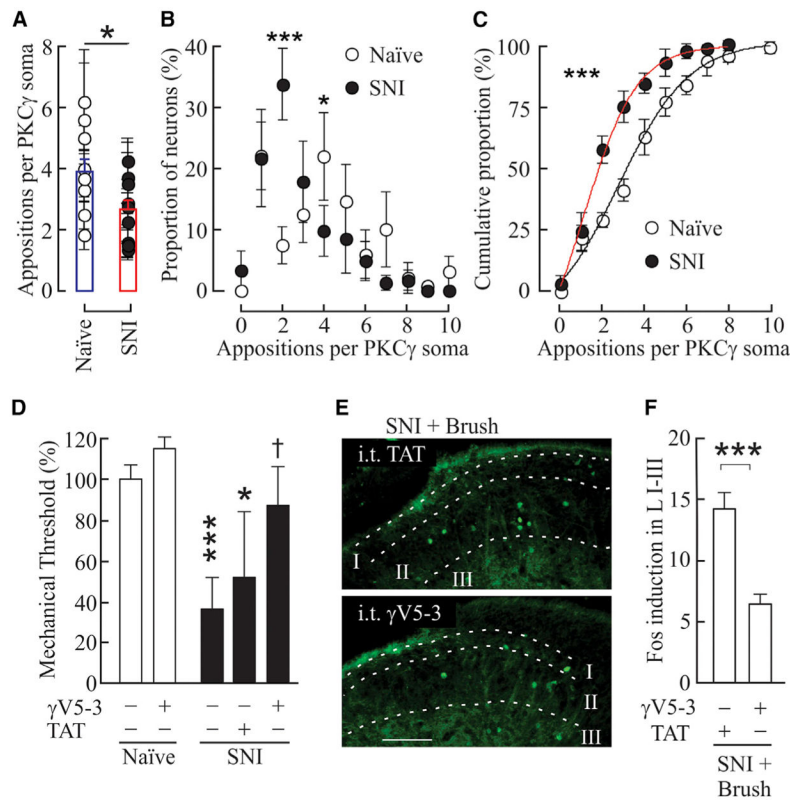 A
Appositions per PKCγ soma
8
6
4
2
0
*
Naïve
SNI
B
Proportion of neurons (%)
40
30
20
10
0
***
*
Naïve
SNI
0 2 4 6 8 10
Appositions per PKCγ soma
C
Cumulative proportion (%)
100
75
50
25
0
***
Naïve
SNI
0 2 4 6 8 10
Appositions per PKCγ soma
D
Mechanical Threshold (%)
120
100
80
60
40
20
0
***
*
†
γV5-3 – + – – +
TAT – – – + –
Naïve SNI
E
SNI + Brush
i.t. TAT
I
II
III
i.t. γV5-3
I
II
III
F
Fos induction in L I-III
20
15
10
5
0
***
γV5-3 – +
TAT + –
SNI +
Brush